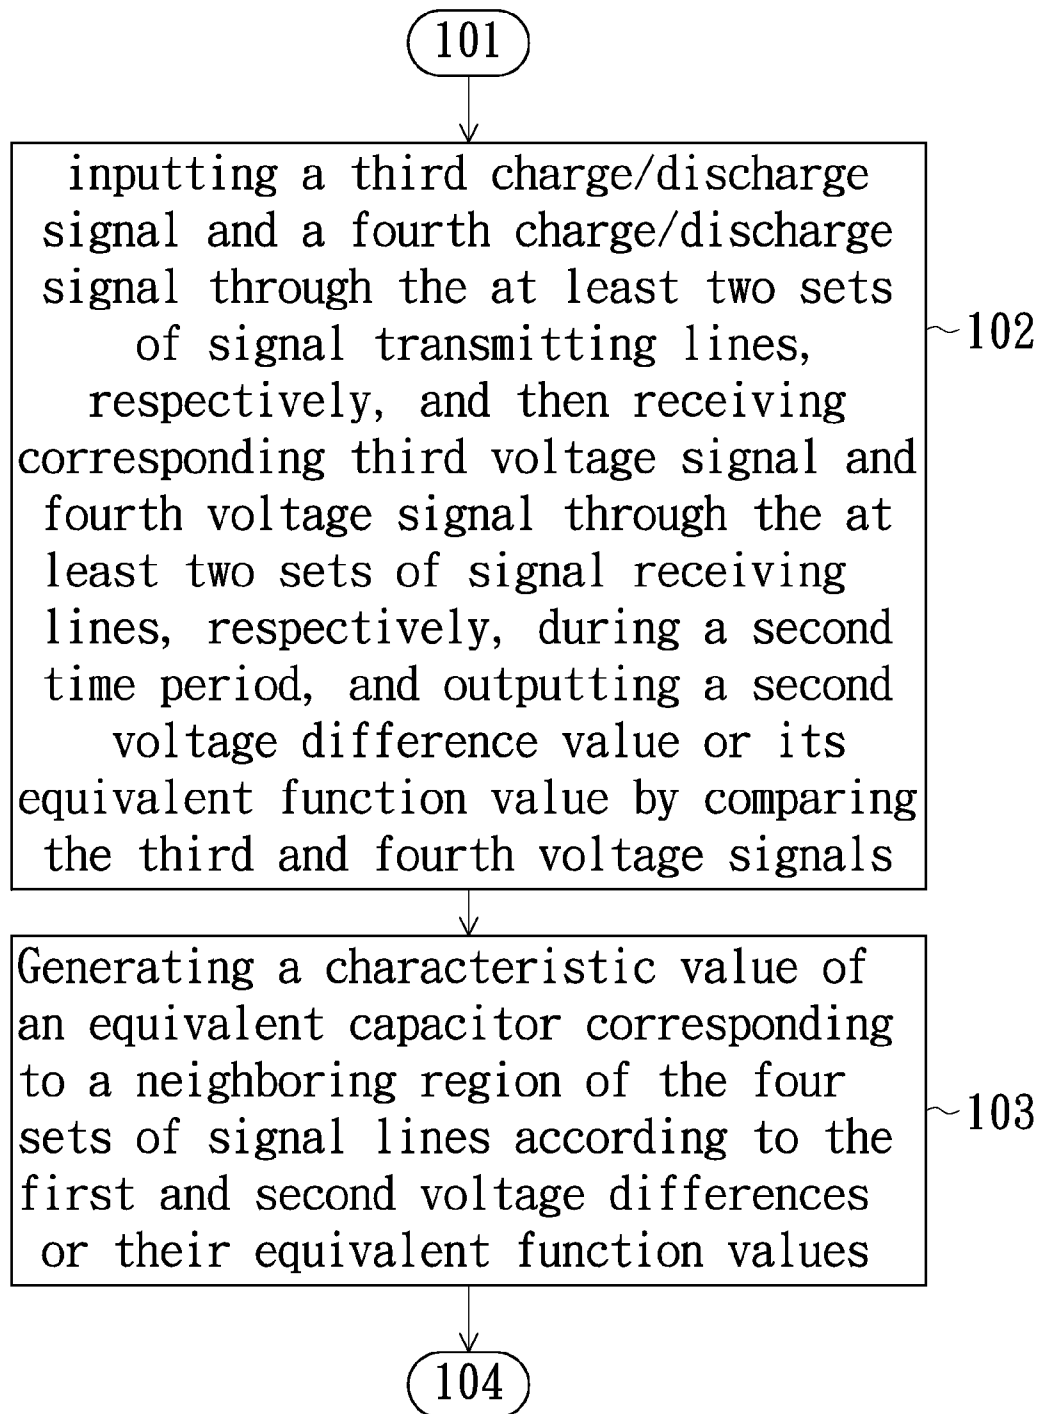 101
inputting a third charge/discharge
signal and a fourth charge/discharge
signal through the at least two sets
of signal transmitting lines,
respectively, and then receiving
corresponding third voltage signal and
fourth voltage signal through the at
least two sets of signal receiving
lines, respectively, during a second
time period, and outputting a second
voltage difference value or its
equivalent function value by comparing
the third and fourth voltage signals
102
Generating a characteristic value of
an equivalent capacitor corresponding
to a neighboring region of the four
sets of signal lines according to the
first and second voltage differences
or their equivalent function values
103
104